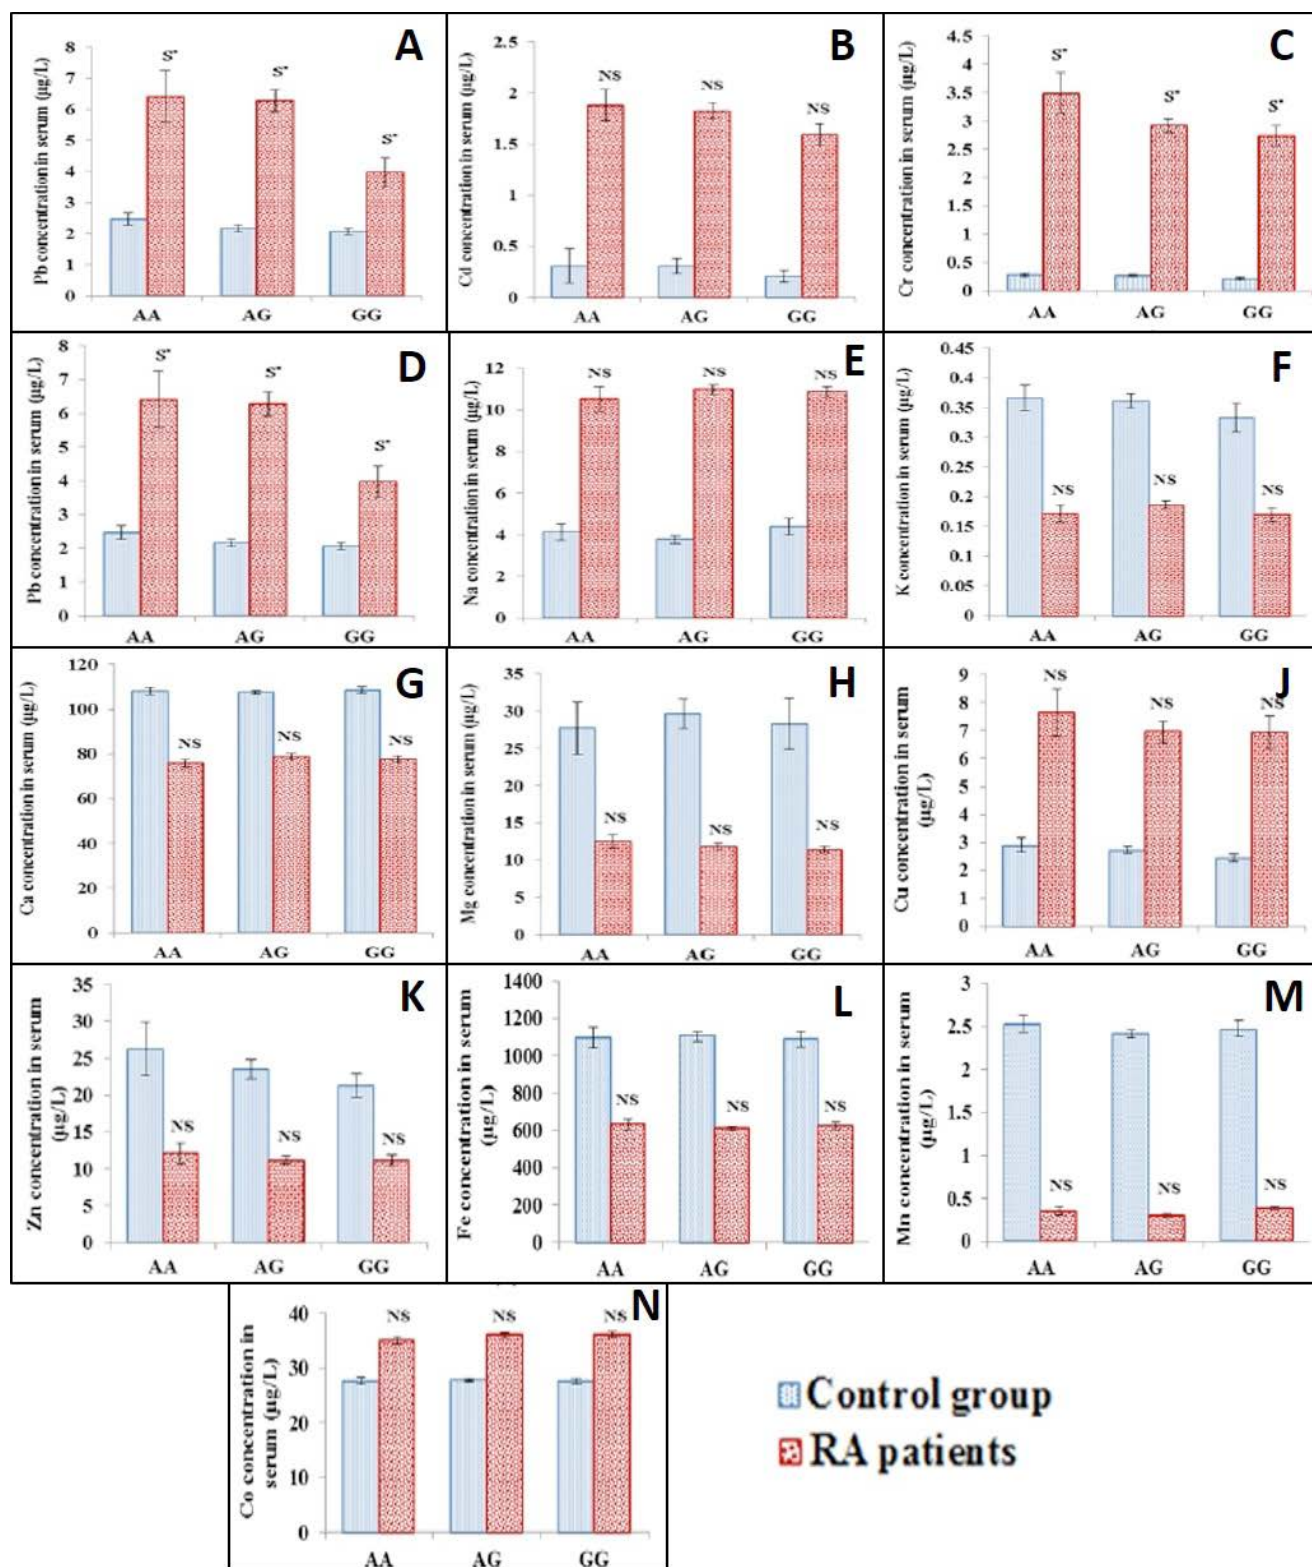 A
Pb concentration in serum (µg/L)
8
7
6
5
4
3
2
1
0
S*
S*
S*
AA AG GG
B
Cd concentration in serum (µg/L)
2.5
2
1.5
1
0.5
0
NS
NS
NS
AA AG GG
C
Cr concentration in serum (µg/L)
4.5
4
3.5
3
2.5
2
1.5
1
0.5
0
S*
S*
S*
AA AG GG
D
Pb concentration in serum (µg/L)
8
7
6
5
4
3
2
1
0
S*
S*
S*
AA AG GG
E
Na concentration in serum (µg/L)
12
10
8
6
4
2
0
NS
NS
NS
AA AG GG
F
K concentration in serum (µg/L)
0.45
0.4
0.35
0.3
0.25
0.2
0.15
0.1
0.05
0
NS
NS
NS
AA AG GG
G
Ca concentration in serum (µg/L)
120
100
80
60
40
20
0
NS
NS
NS
AA AG GG
H
Mg concentration in serum (µg/L)
35
30
25
20
15
10
5
0
NS
NS
NS
AA AG GG
J
Cu concentration in serum
(µg/L)
9
8
7
6
5
4
3
2
1
0
NS
NS
NS
AA AG GG
K
Zn concentration in serum
(µg/L)
35
30
25
20
15
10
5
0
NS
NS
NS
AA AG GG
L
Fe concentration in serum
(µg/L)
1400
1200
1000
800
600
400
200
0
NS
NS
NS
AA AG GG
M
Mn concentration in serum
(µg/L)
3
2.5
2
1.5
1
0.5
0
NS
NS
NS
AA AG GG
N
Co concentration in
serum (µg/L)
40
30
20
10
0
NS
NS
NS
AA AG GG
Control group
RA patients